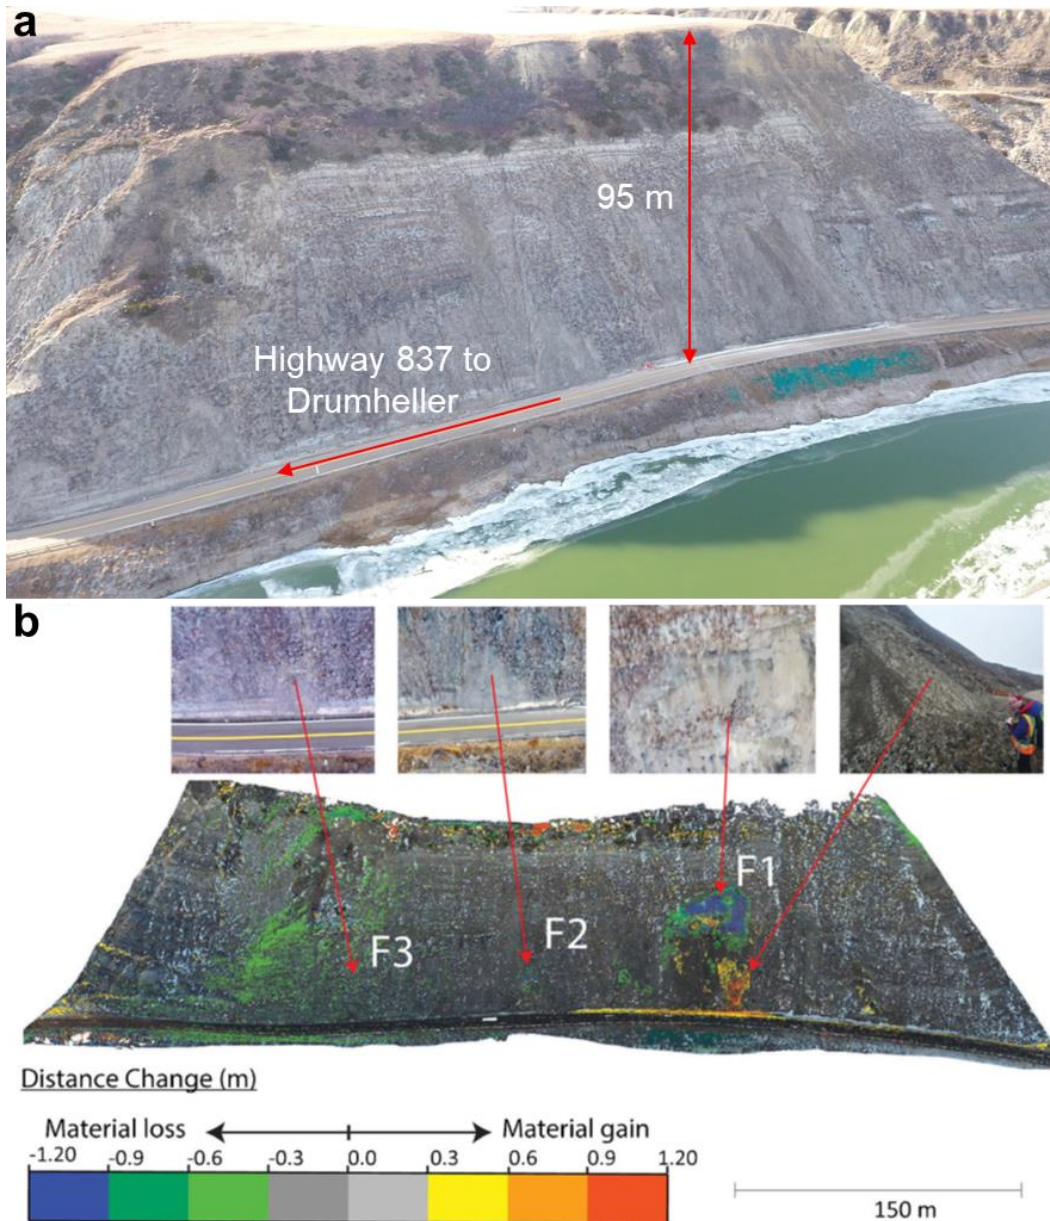 a
95 m
Highway 837 to
Drumheller
b
F1
F2
F3
Distance Change (m)
Material loss
Material gain
-1.20 -0.9 -0.6 -0.3 0.0 0.3 0.6 0.9 1.20
150 m